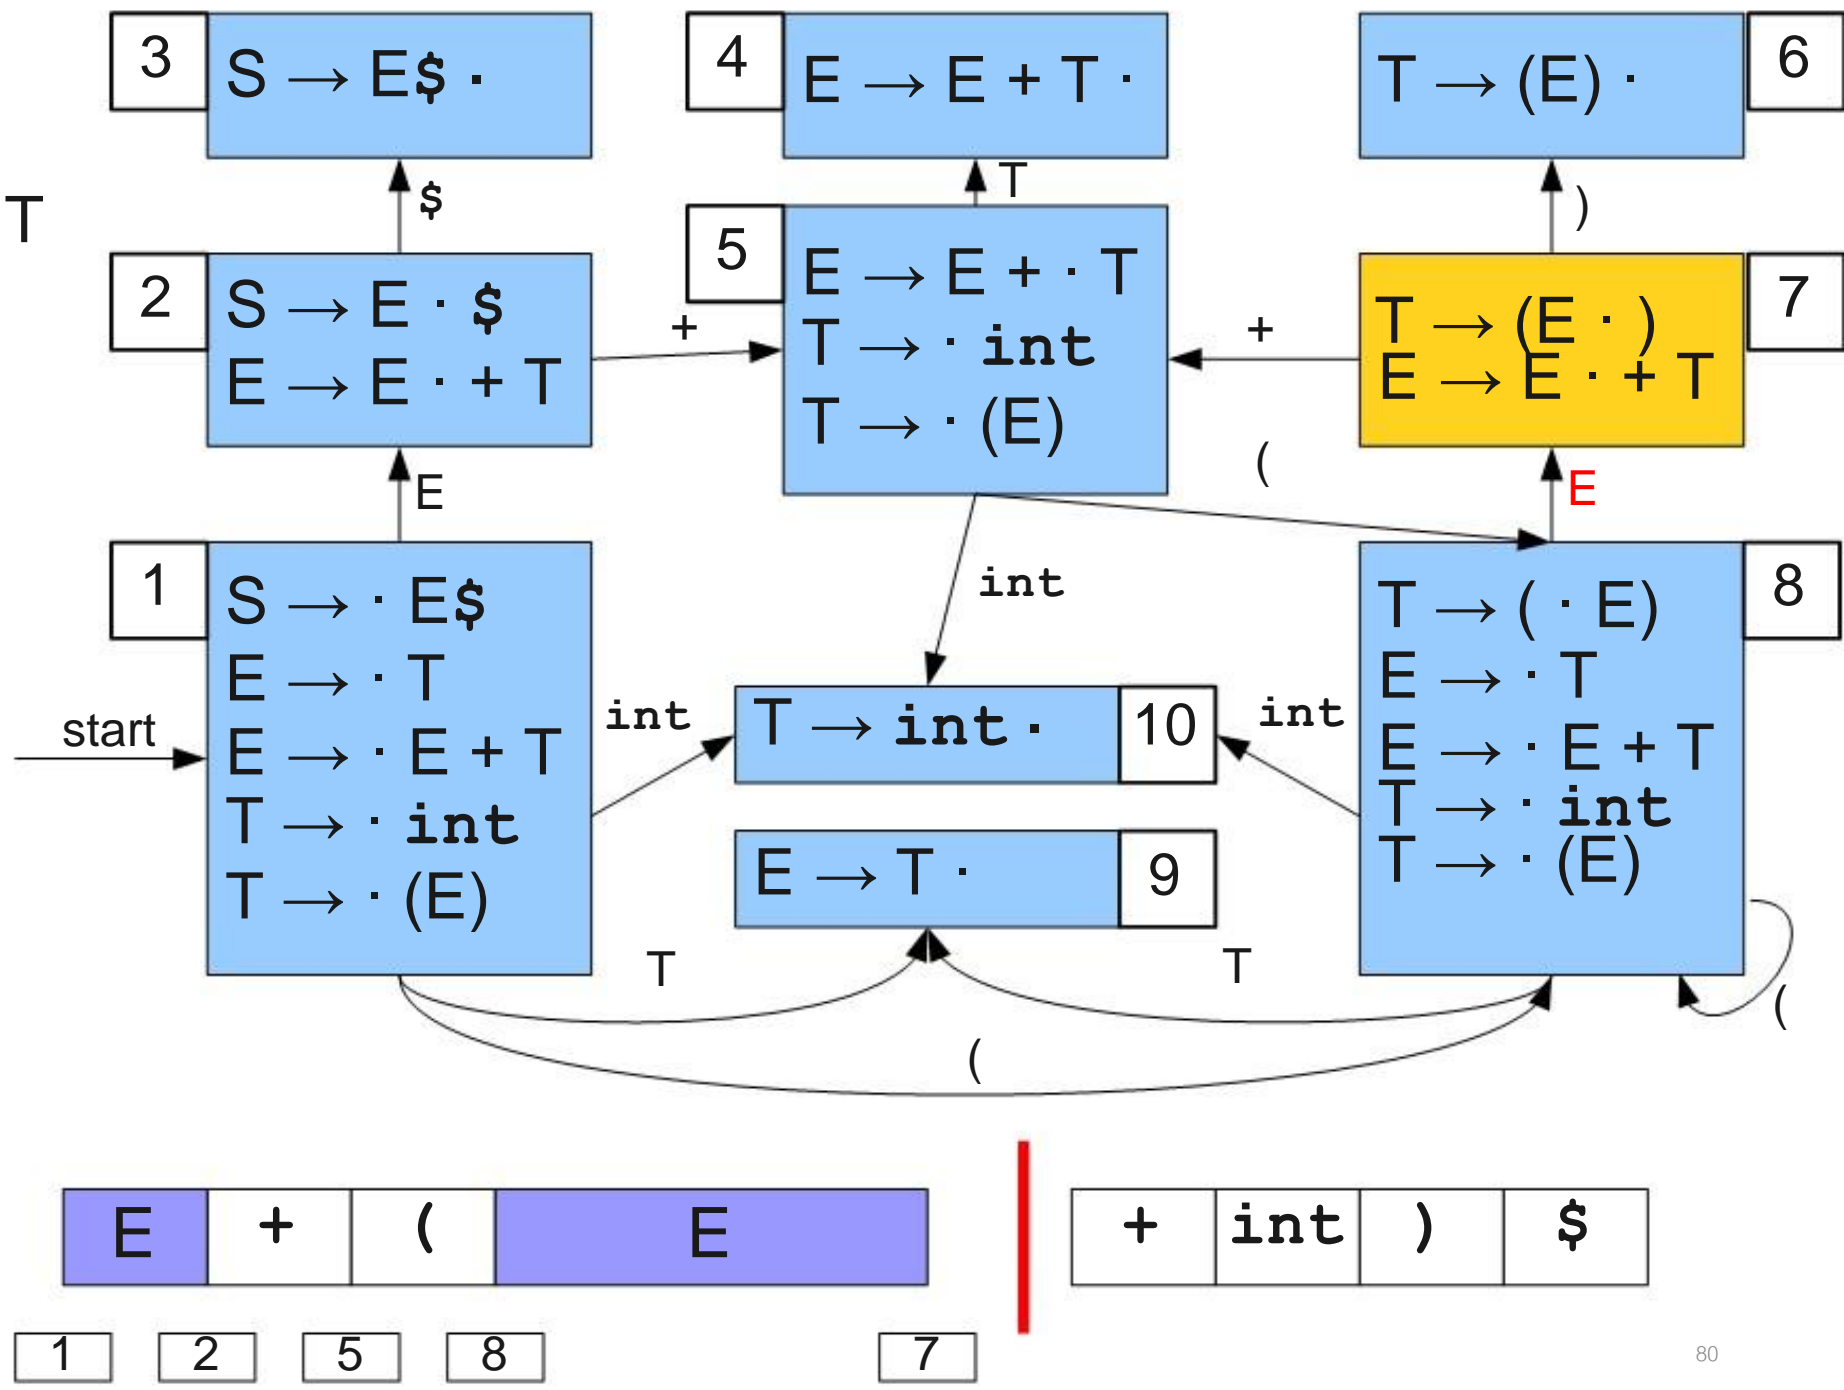 3
S → E$ ·
4
E → E + T ·
T → (E) ·
6
$
T
)
T
2
S → E · $
E → E · + T
+
5
E → E + · T
T → · int
T → · (E)
+
T → (E · )
E → E · + T
7
E
(
E
1
S → · E$
E → · T
E → · E + T
T → · int
T → · (E)
start
int
int
T → int ·
10
int
E → T ·
9
T → ( · E)
E → · T
E → · E + T
T → · int
T → · (E)
8
T
T
(
(
E + ( E
+ int ) $
1 2 5 8 7
80